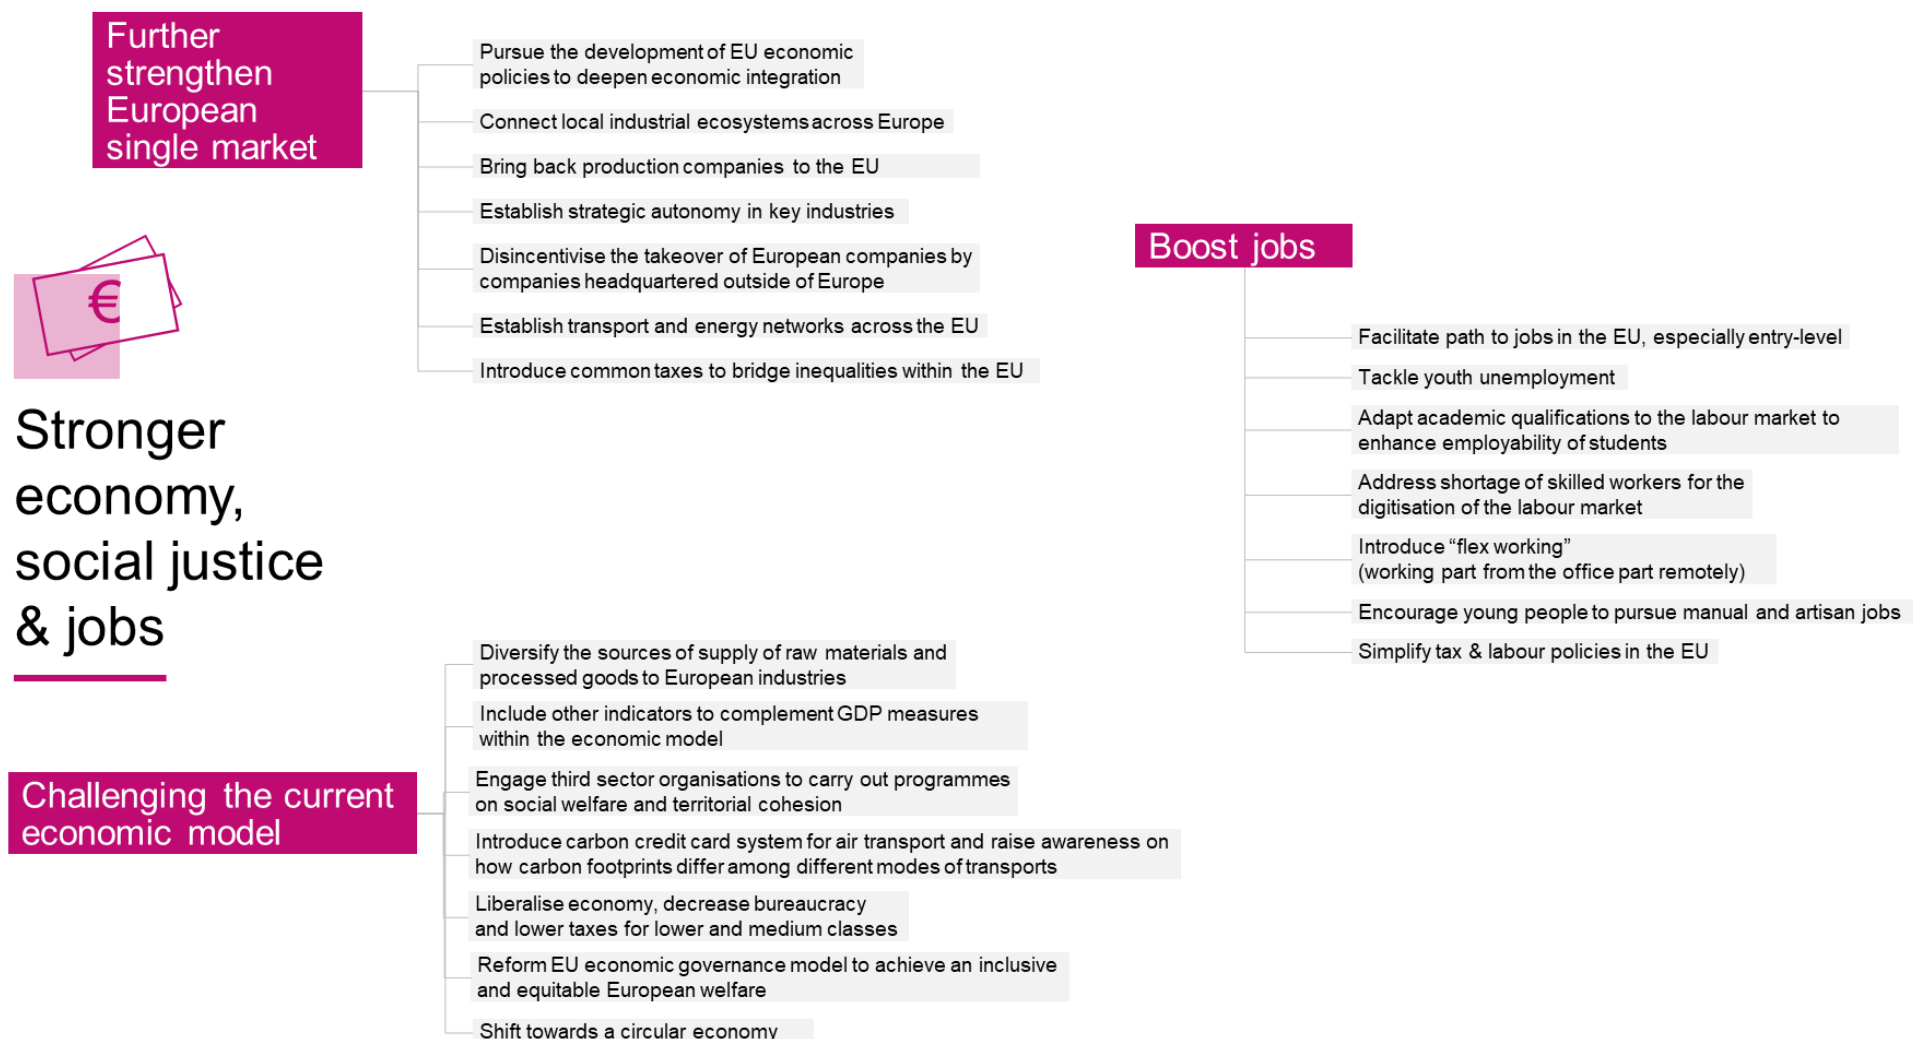 Further
strengthen
European
single market
Pursue the development of EU economic
policies to deepen economic integration
Connect local industrial ecosystems across Europe
Bring back production companies to the EU
Establish strategic autonomy in key industries
Disincentivise the takeover of European companies by
companies headquartered outside of Europe
Establish transport and energy networks across the EU
Introduce common taxes to bridge inequalities within the EU
€
Stronger
economy,
social justice
& jobs
Boost jobs
Facilitate path to jobs in the EU, especially entry-level
Tackle youth unemployment
Adapt academic qualifications to the labour market to
enhance employability of students
Address shortage of skilled workers for the
digitisation of the labour market
Introduce “flex working”
(working part from the office part remotely)
Encourage young people to pursue manual and artisan jobs
Simplify tax & labour policies in the EU
Challenging the current
economic model
Diversify the sources of supply of raw materials and
processed goods to European industries
Include other indicators to complement GDP measures
within the economic model
Engage third sector organisations to carry out programmes
on social welfare and territorial cohesion
Introduce carbon credit card system for air transport and raise awareness on
how carbon footprints differ among different modes of transports
Liberalise economy, decrease bureaucracy
and lower taxes for lower and medium classes
Reform EU economic governance model to achieve an inclusive
and equitable European welfare
Shift towards a circular economy